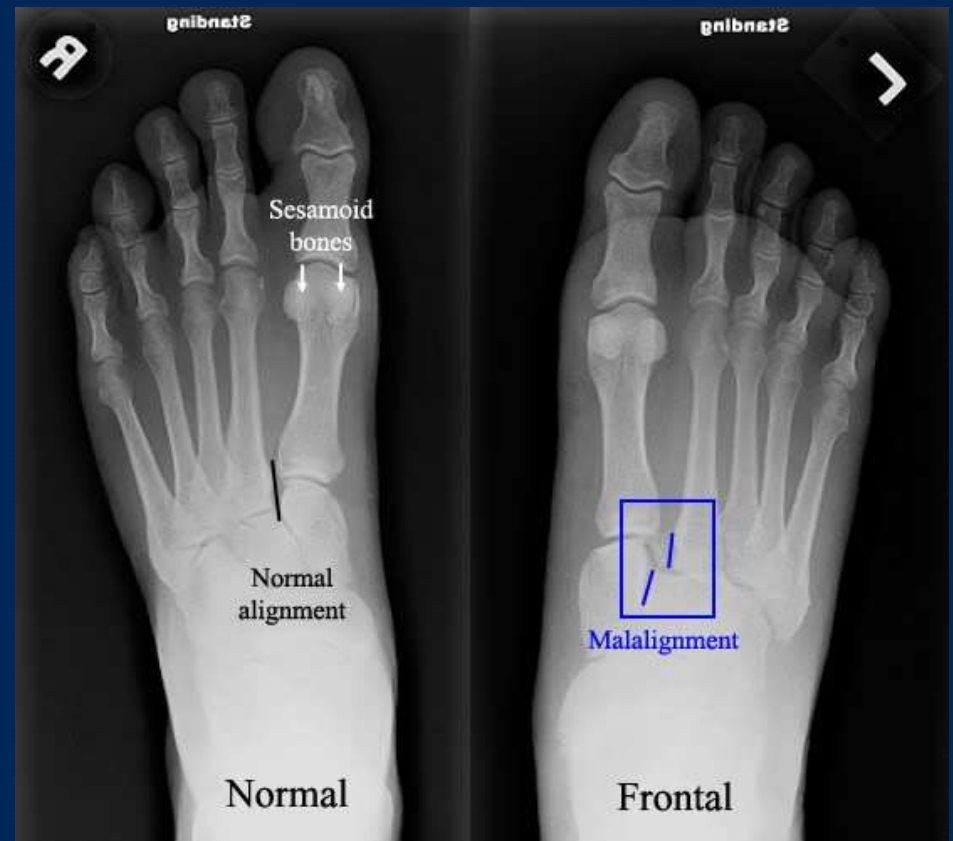 Standing
R
Sesamoid
bones
Normal
alignment
Normal
Standing
L
Malalignment
Frontal